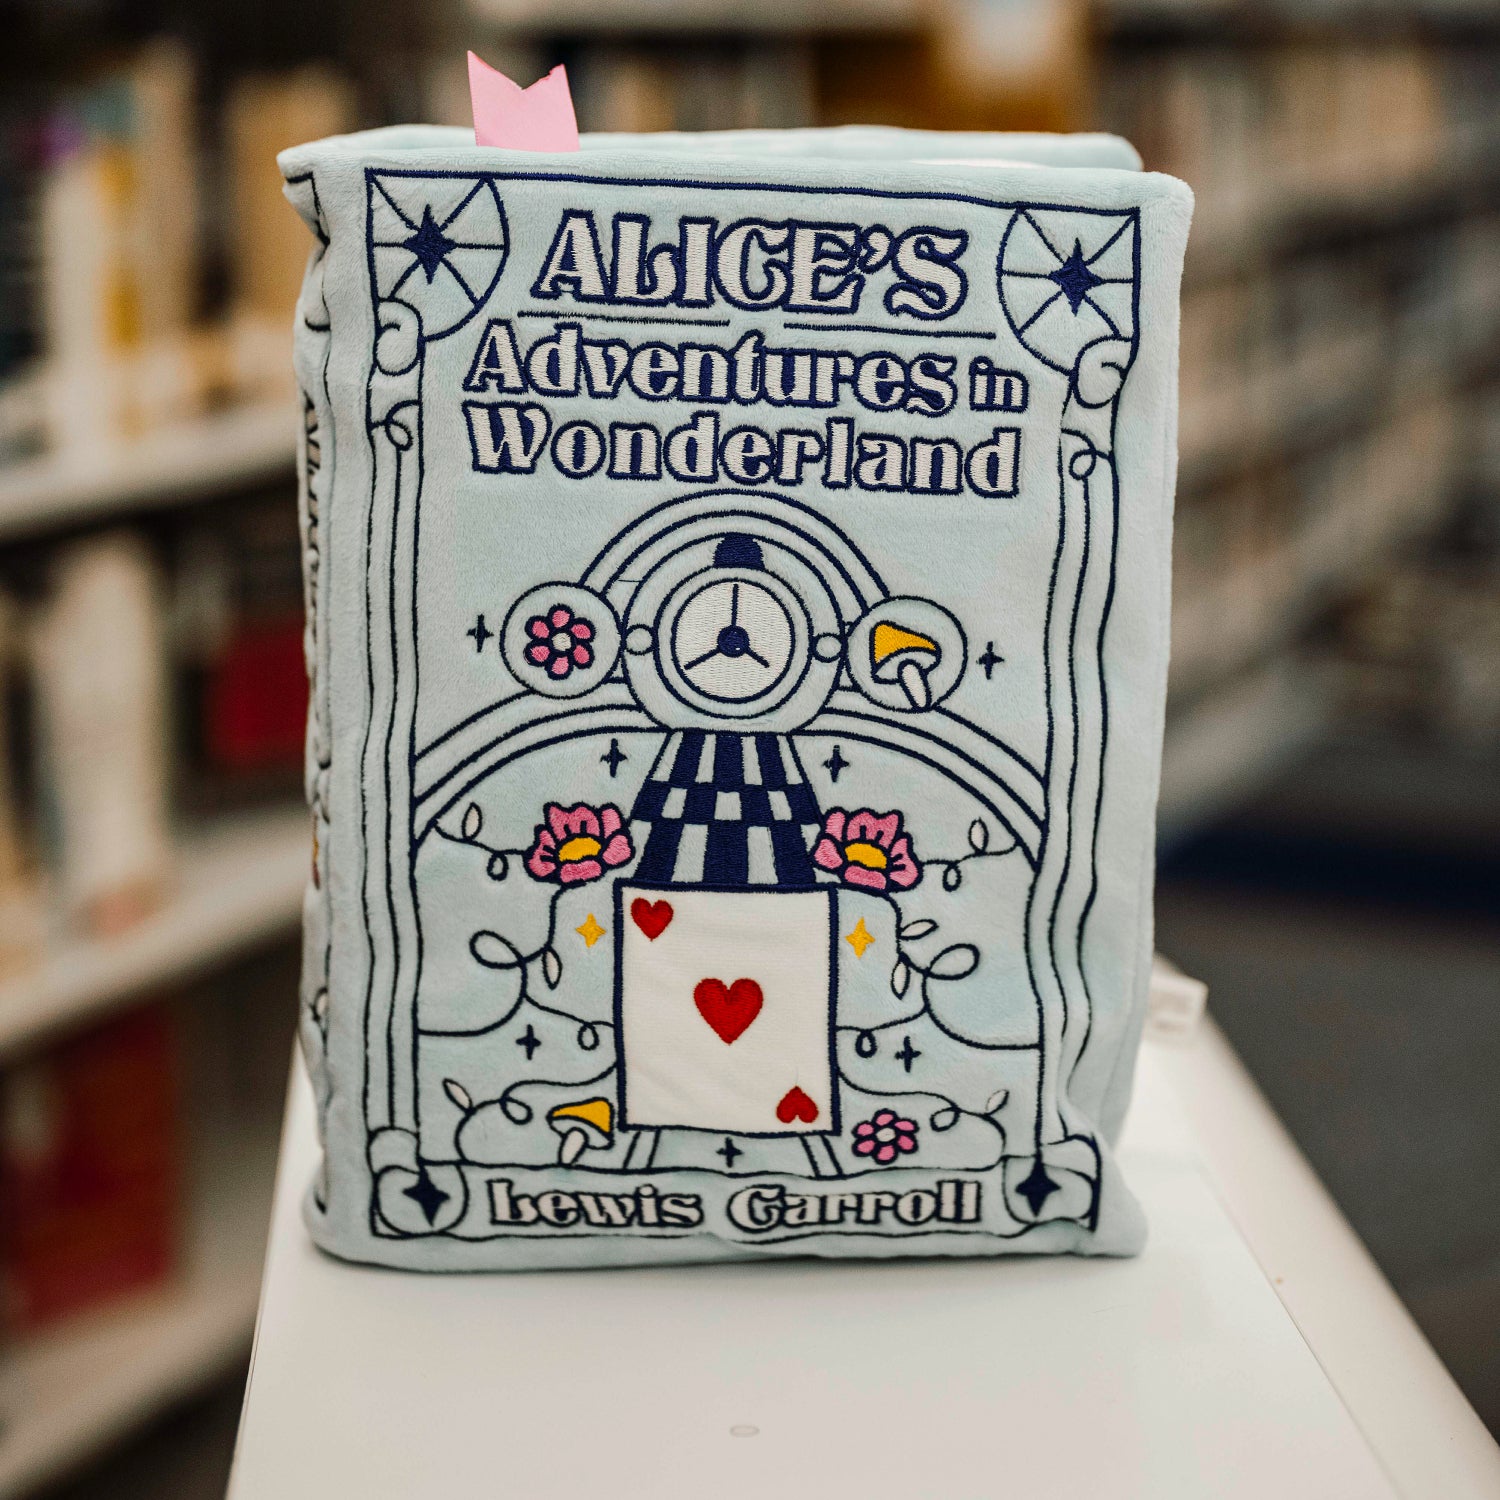 ALICE'S
Adventures in
Wonderland
Lewis Carroll